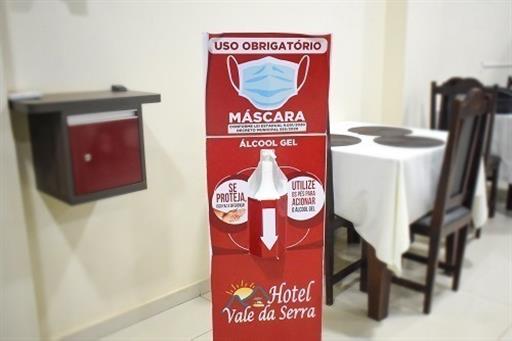 USO OBRIGATÓRIO
MÁSCARA
ÁLCOOL GEL
SE
PROTEJA,
UTILIZE
OS PÉS PARA
ACIONAR
O ÁLCOOL GEL
Hotel
Vale da Serra